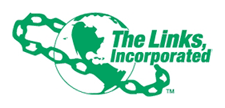 The Links,
Incorporated
TM